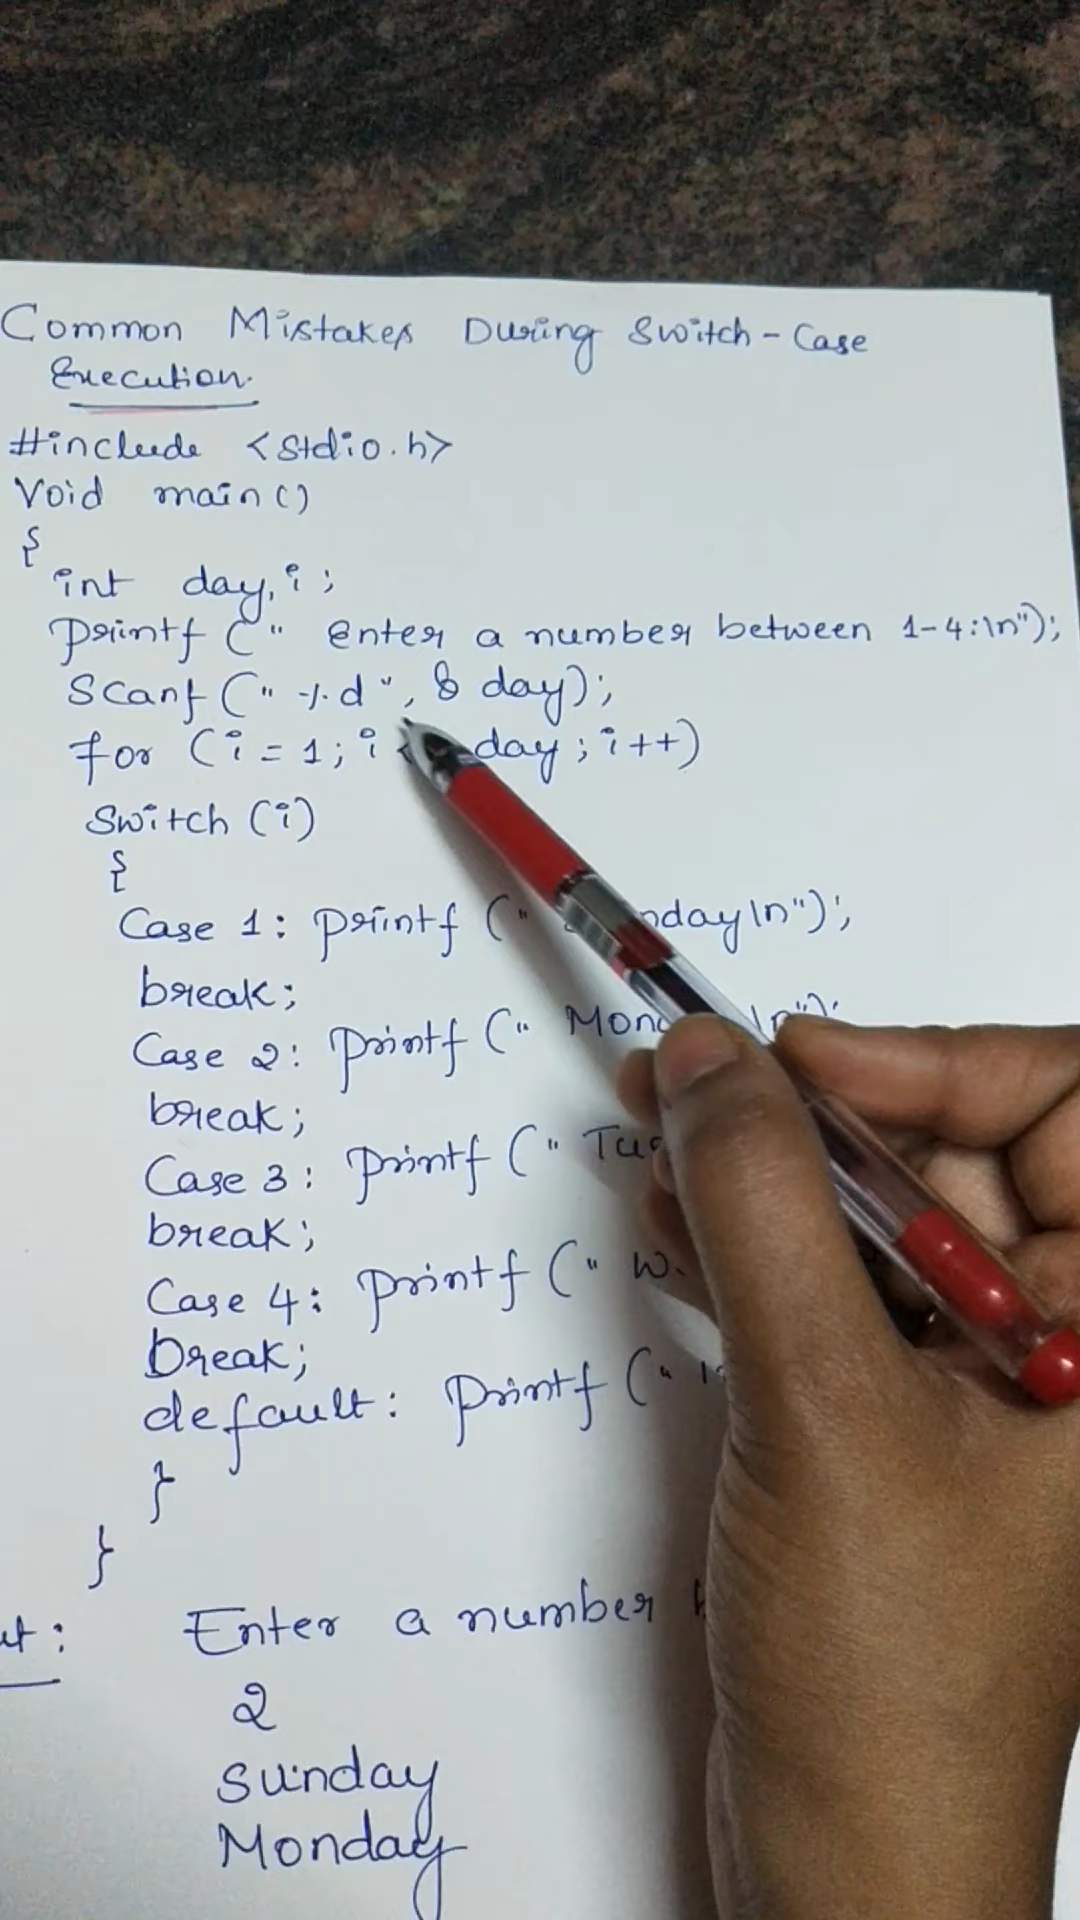 Common Mistakes During Switch-Case
Execution.
#include <stdio.h>
Void main()
{
int day, i;
printf (" enter a number between 1-4:\n");
Scanf (" %d", & day);
for (i = 1; i < day; i++)
Switch (i)
{
Case 1: printf ("
break;
Case 2: printf ("
break;
Case 3: printf ("
break;
Case 4: printf (" W
break;
default: printf ("
}
}
Enter a number
2
Sunday
Monday